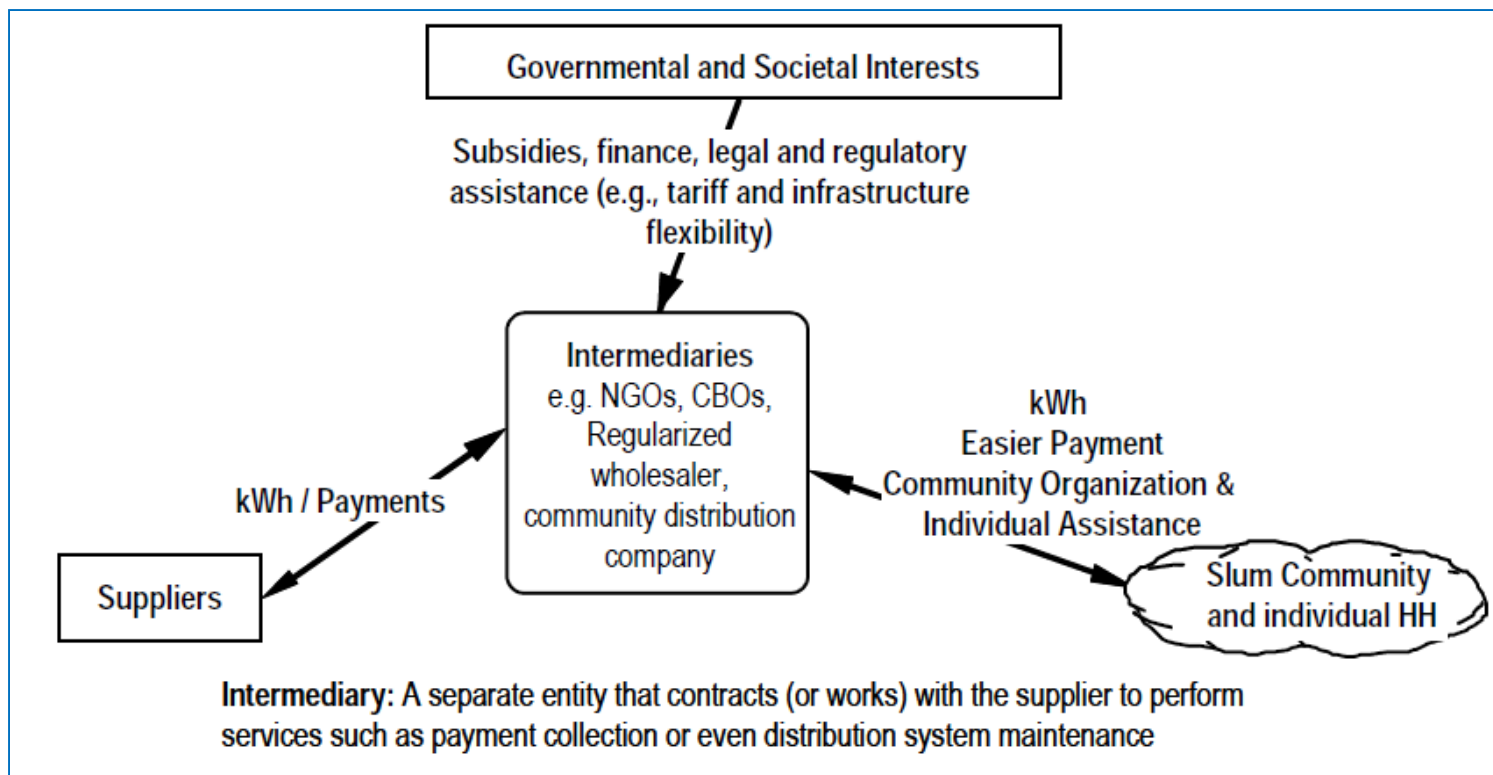 Governmental and Societal Interests
Subsidies, finance, legal and regulatory
assistance (e.g., tariff and infrastructure
flexibility)
Intermediaries
e.g. NGOs, CBOs,
Regularized
wholesaler,
community distribution
company
kWh / Payments
Suppliers
kWh
Easier Payment
Community Organization &
Individual Assistance
Slum Community
and individual HH
Intermediary: A separate entity that contracts (or works) with the supplier to perform
services such as payment collection or even distribution system maintenance